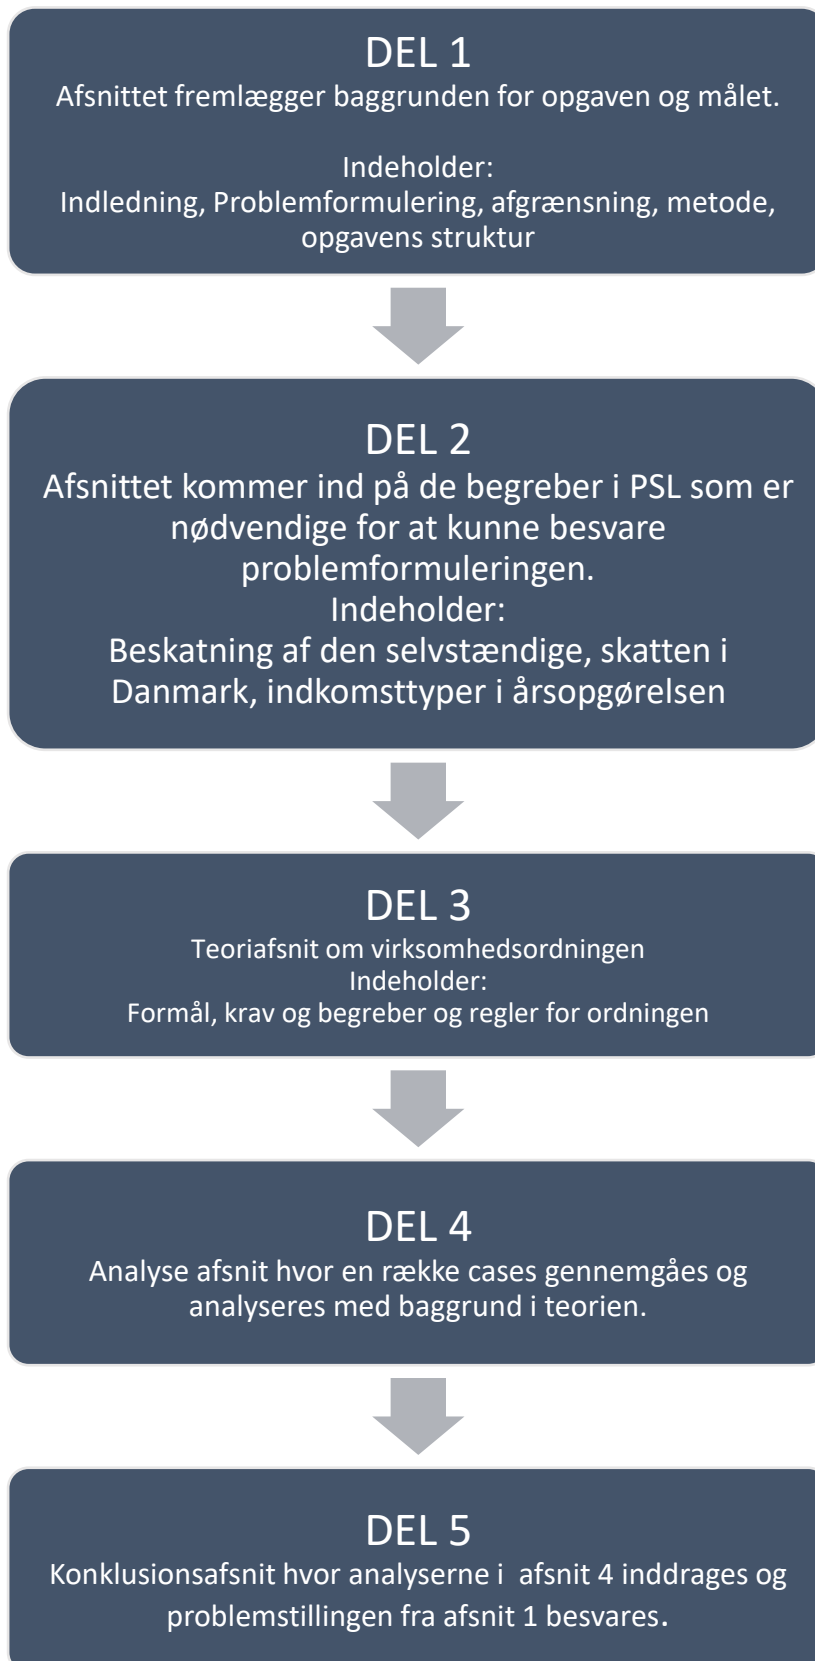 DEL 1
Afsnittet fremlægger baggrunden for opgaven og målet.
Indeholder:
Indledning, Problemformulering, afgrænsning, metode,
opgavens struktur
DEL 2
Afsnittet kommer ind på de begreber i PSL som er
nødvendige for at kunne besvare
problemformuleringen.
Indeholder:
Beskatning af den selvstændige, skatten i
Danmark, indkomsttyper i årsopgørelsen
DEL 3
Teoriafsnit om virksomhedsordningen
Indeholder:
Formål, krav og begreber og regler for ordningen
DEL 4
Analyse afsnit hvor en række cases gennemgåes og
analyseres med baggrund i teorien.
DEL 5
Konklusionsafsnit hvor analyserne i afsnit 4 inddrages og
problemstillingen fra afsnit 1 besvares.